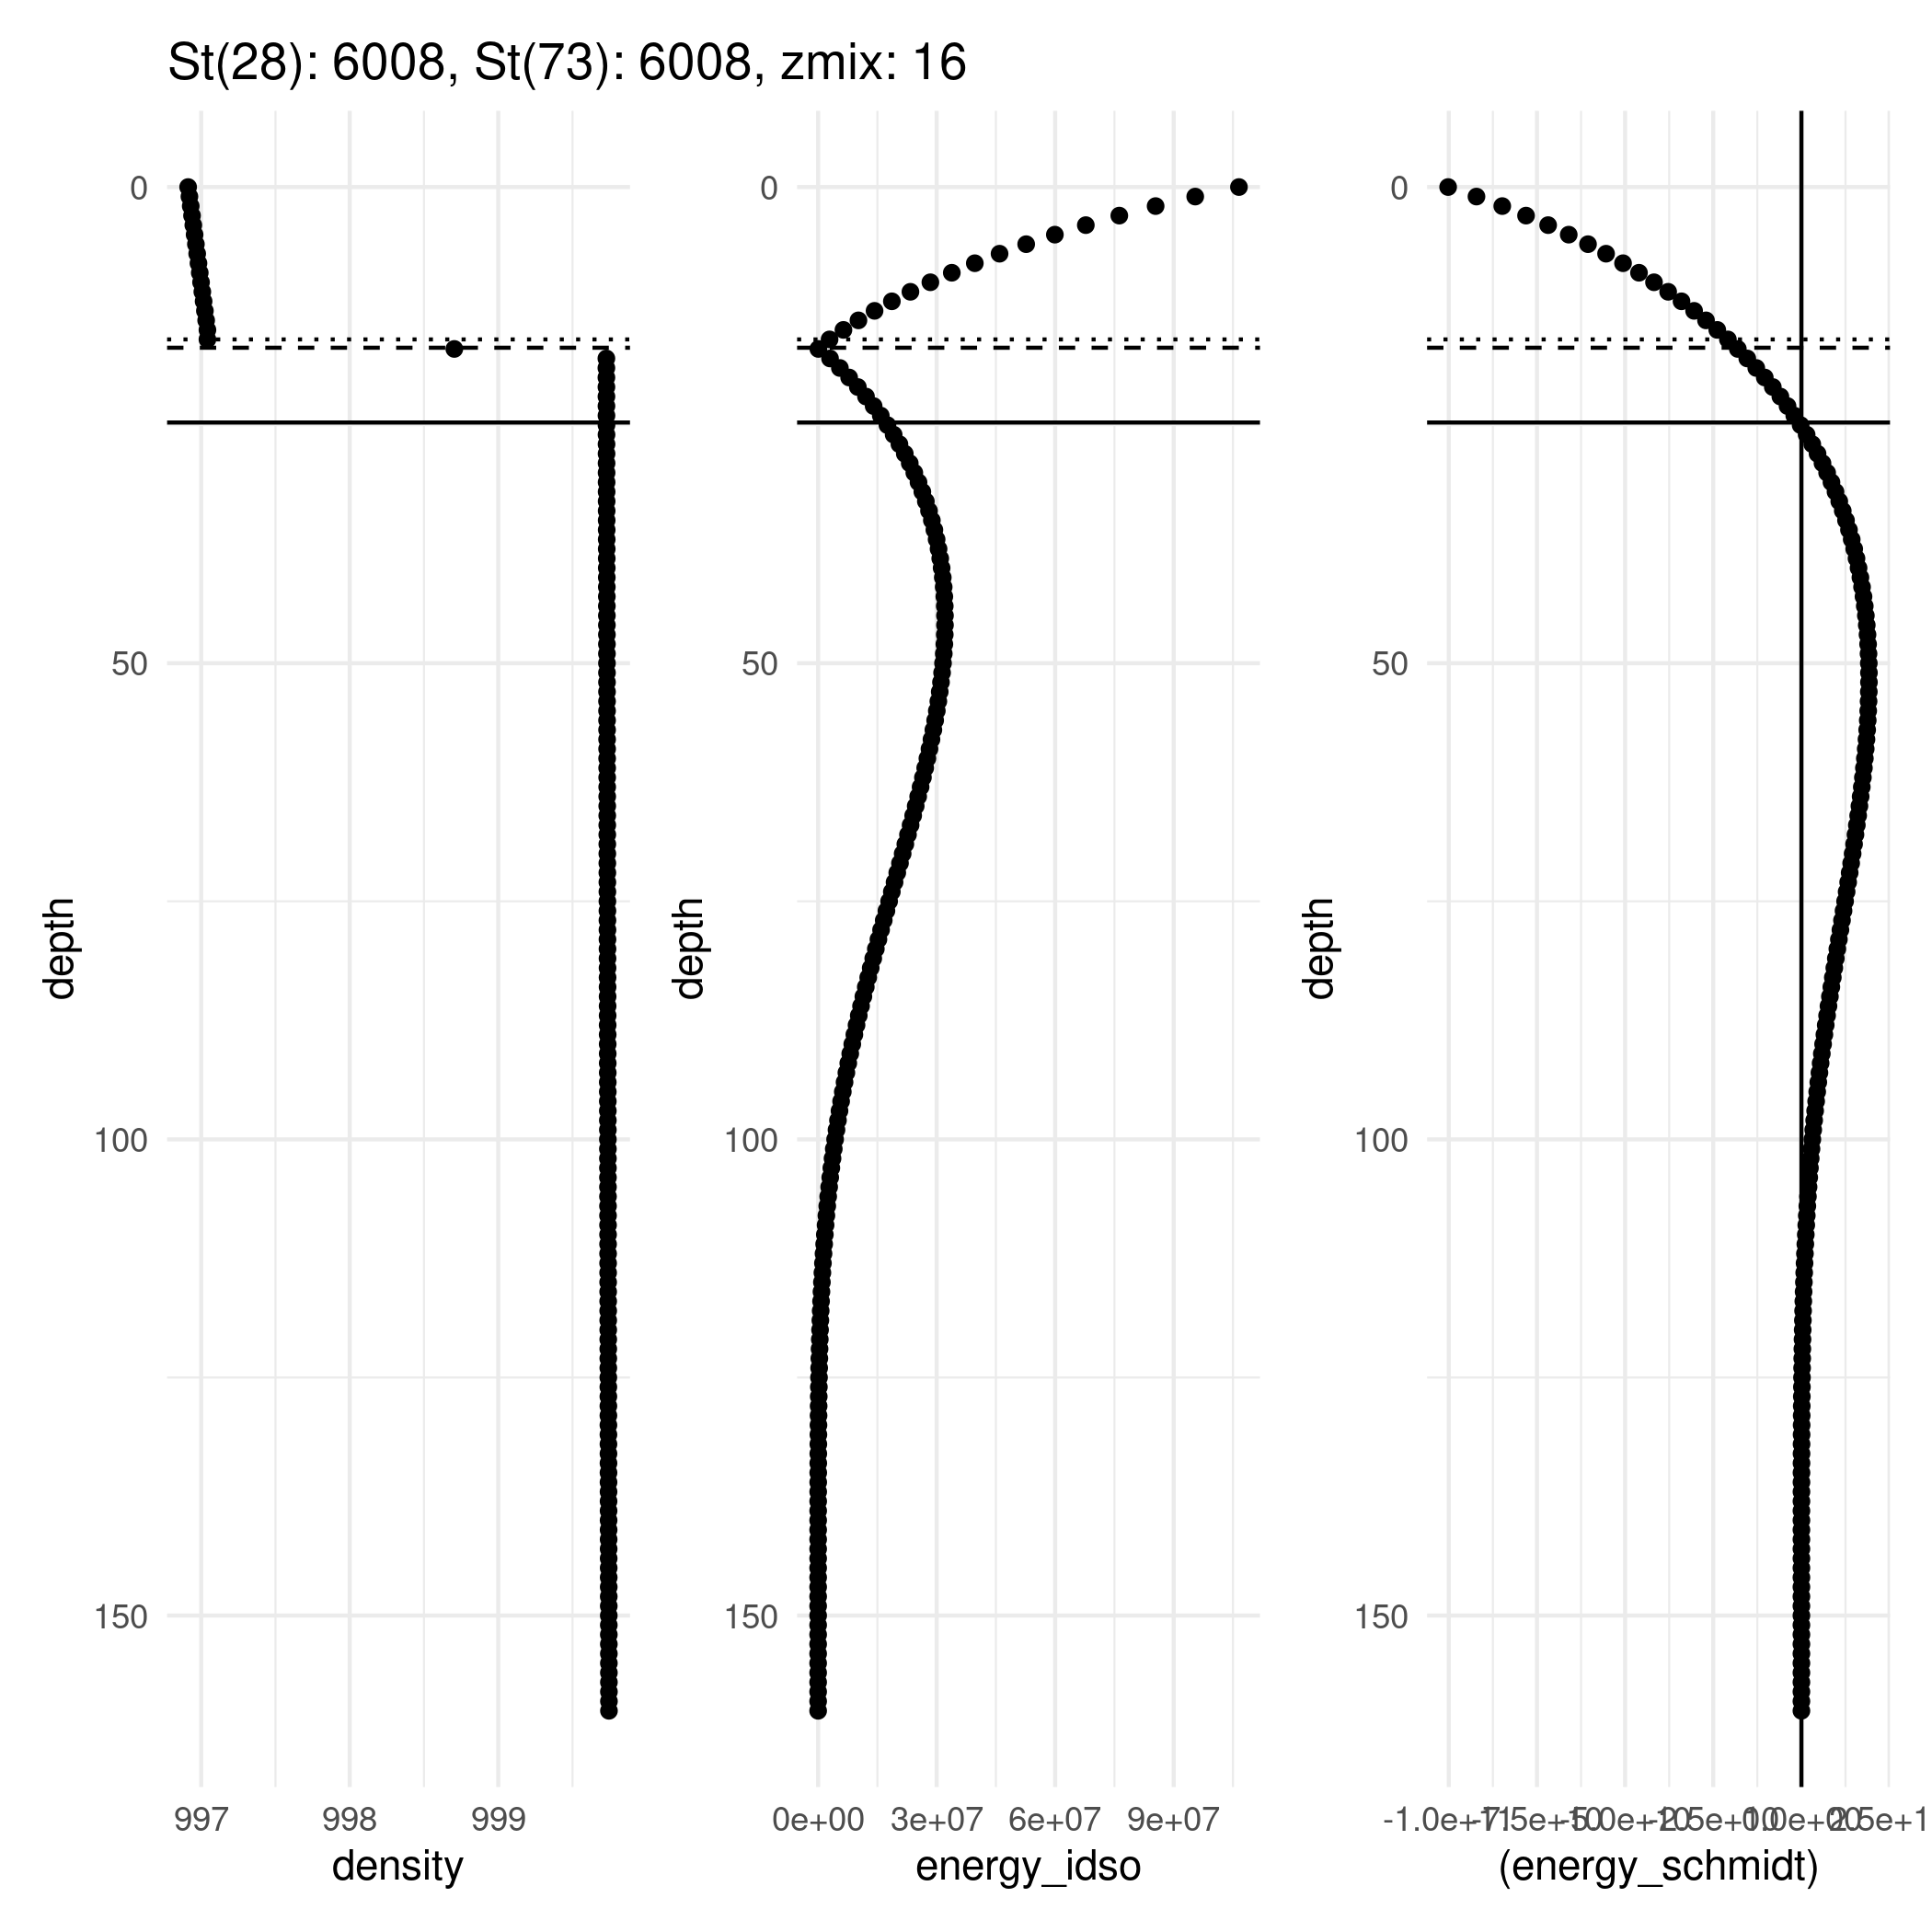 St(28): 6008, St(73): 6008, zmix: 16
0
50
100
150
depth
997 998 999
density
0
50
100
150
depth
0e+00 3e+07 6e+07 9e+07
energy_idso
0
50
100
150
depth
(energy_schmidt)